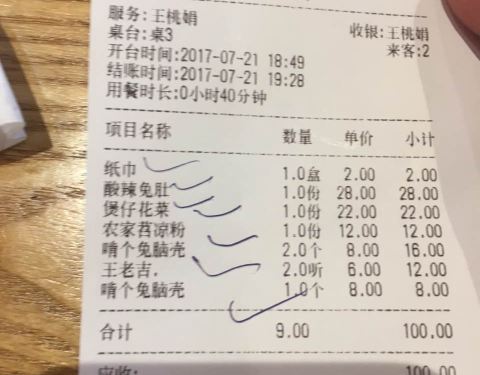 服务:王桃娟 收银:王桃娟
桌台:桌3 来客:2
开台时间:2017-07-21 18:49
结账时间:2017-07-21 19:28
用餐时长:0小时40分钟
项目名称 数量 单价 小计
纸巾 1.0盒 2.00 2.00
酸辣兔肚 1.0份 28.00 28.00
煲仔花菜 1.0份 22.00 22.00
农家苕凉粉 1.0份 12.00 12.00
啃个兔脑壳 2.0个 8.00 16.00
王老吉. 2.0听 6.00 12.00
啃个兔脑壳 1.0个 8.00 8.00
合计 9.00 100.00
应收: 100.00